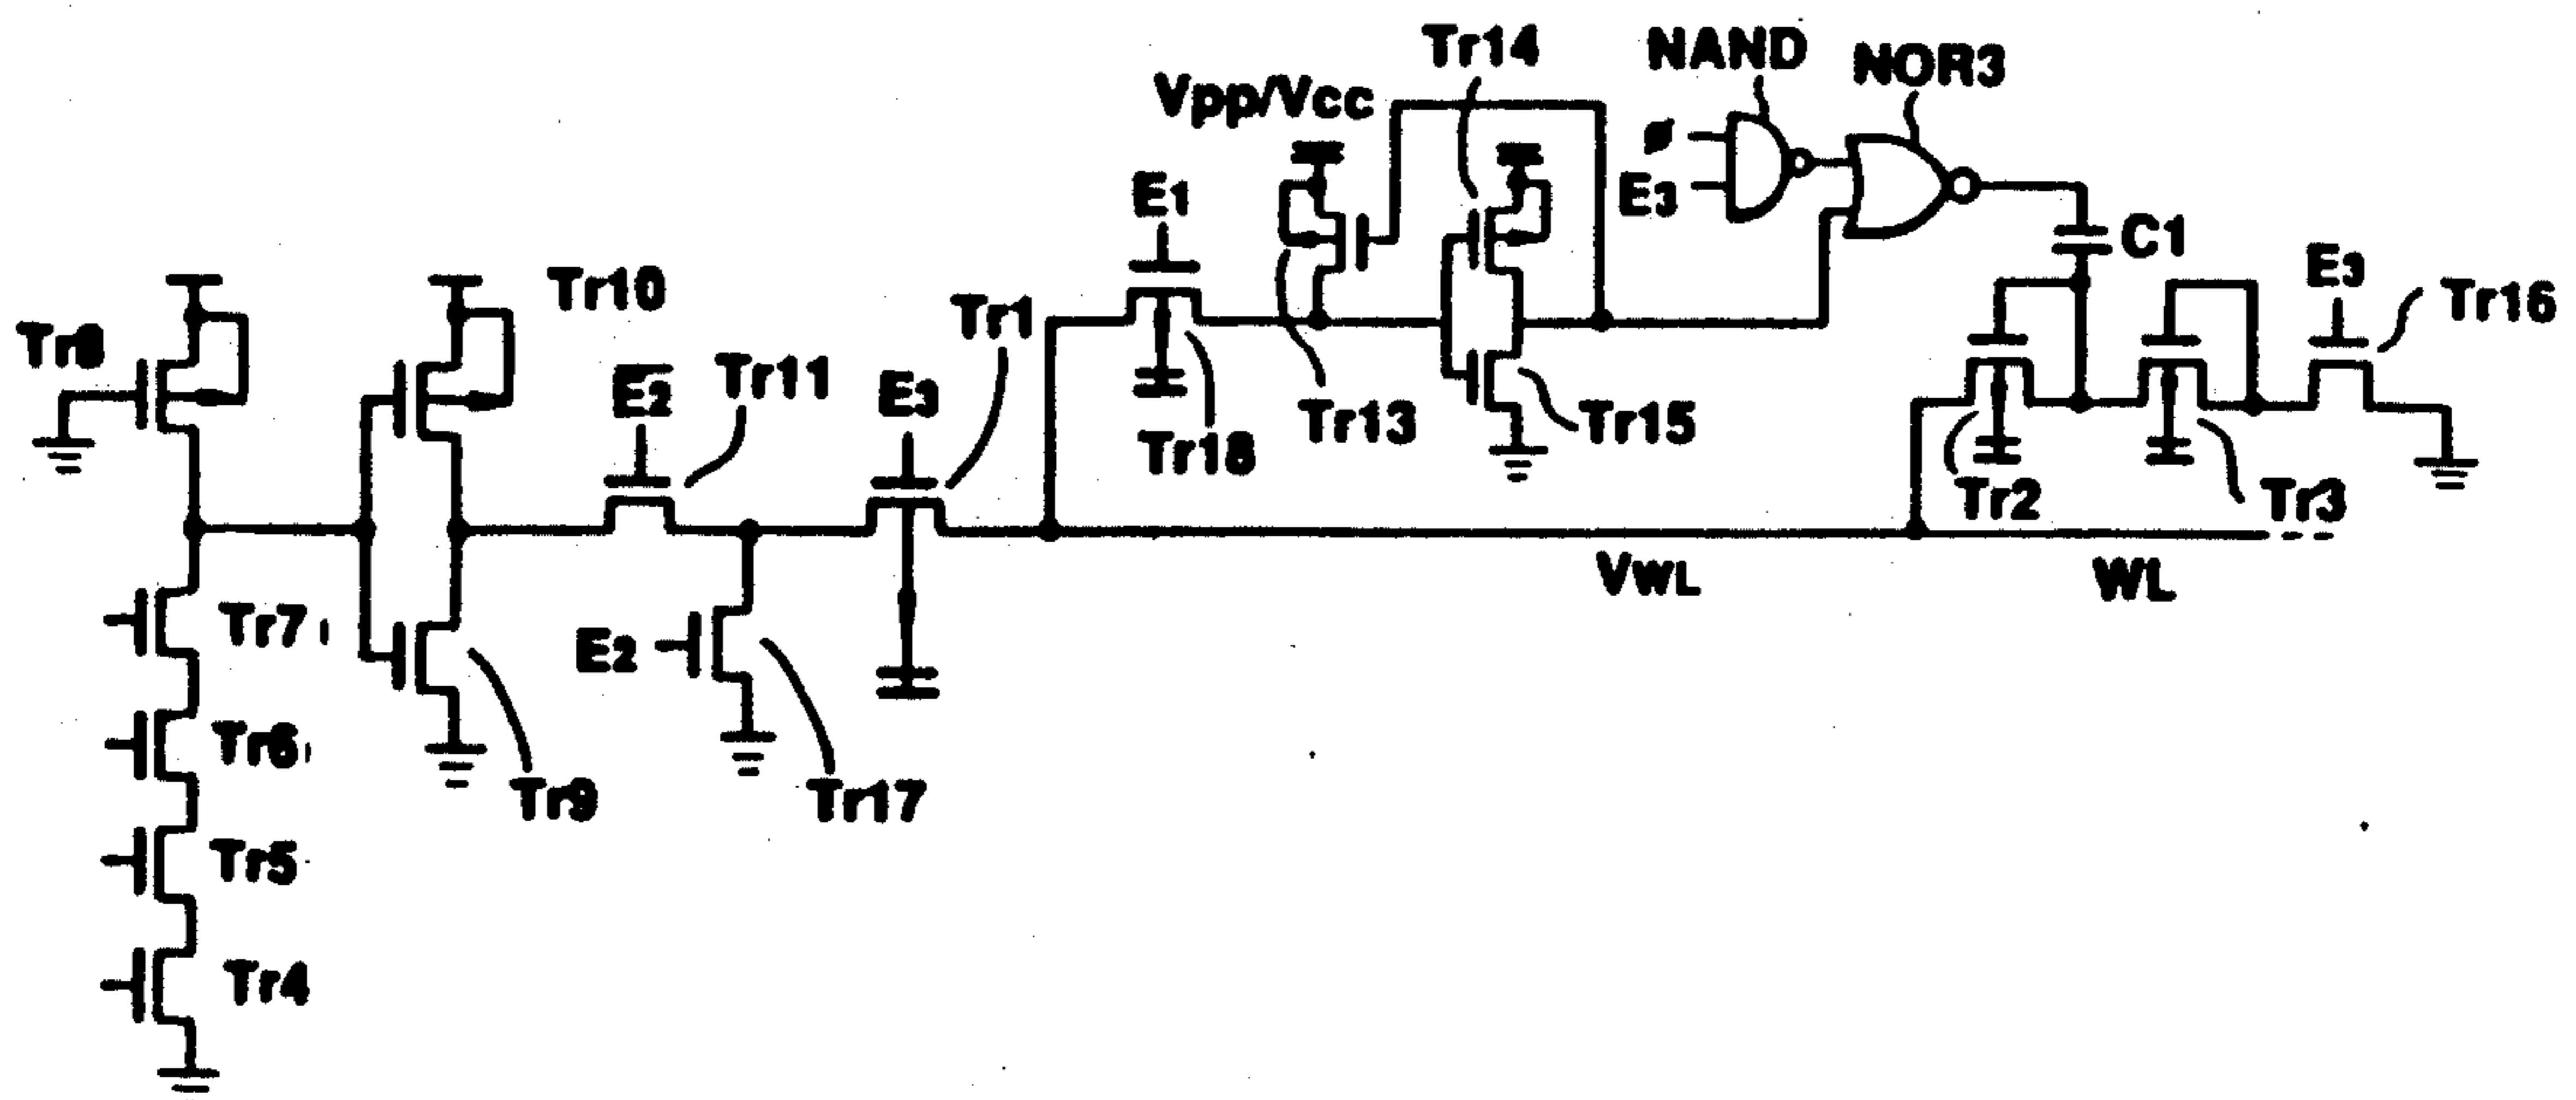 Tr14
NAND
NOR3
Vpp/Vcc
ø
E3
E1
C1
E3
Tr16
Tr10
Tr8
Tr1
E2
Tr11
E3
Tr18
Tr13
Tr15
Tr2
Tr3
VWL
WL
Tr7
E2
Tr6
Tr9
Tr17
Tr5
Tr4